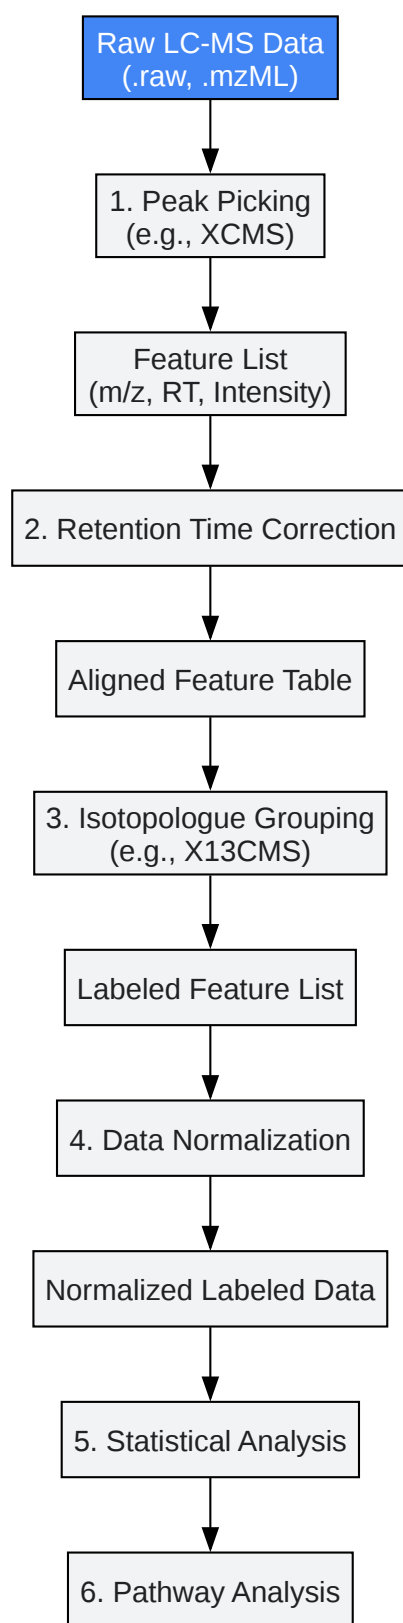 Raw LC-MS Data
(.raw, .mzML)
1. Peak Picking
(e.g., XCMS)
Feature List
(m/z, RT, Intensity)
2. Retention Time Correction
Aligned Feature Table
3. Isotopologue Grouping
(e.g., X13CMS)
Labeled Feature List
4. Data Normalization
Normalized Labeled Data
5. Statistical Analysis
6. Pathway Analysis